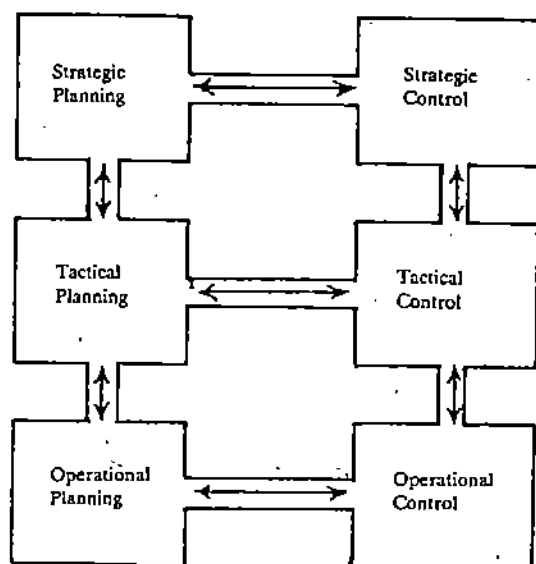 Strategic
Planning
Strategic
Control
Tactical
Planning
Tactical
Control
Operational
Planning
Operational
Control